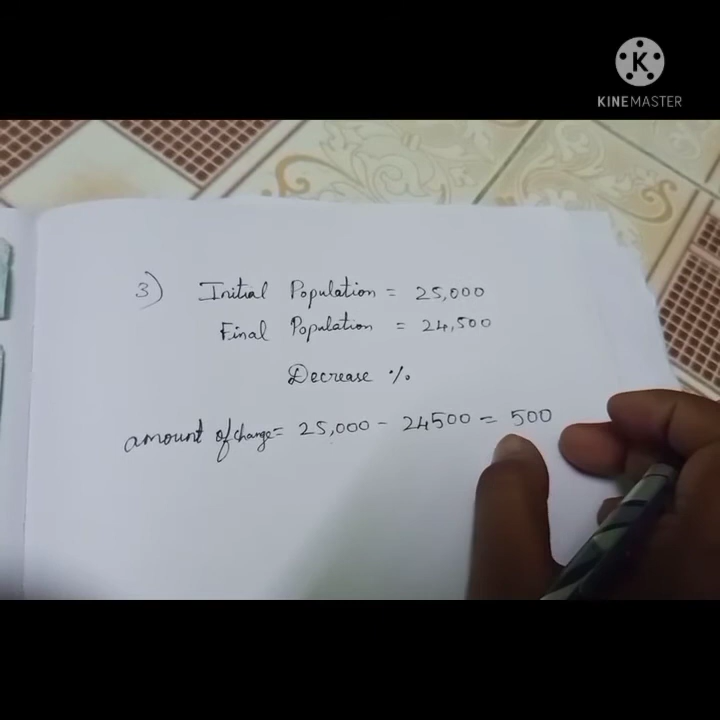 KINEMASTER
3) Initial Population = 25,000
Final Population = 24,500
Decrease %
amount of change = 25,000 - 24500 = 500